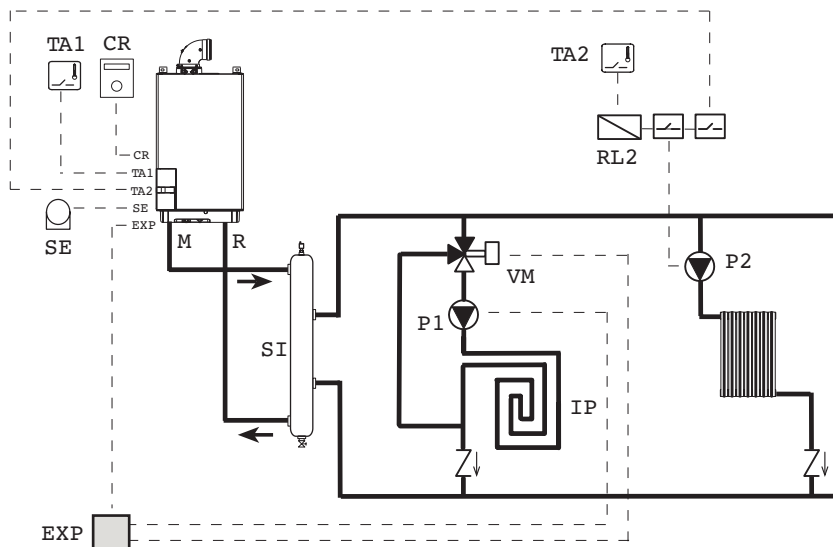 TA1 CR
TA2
RL2
CR
TA1
TA2
SE
EXP
SE
M R
VM
P2
P1
SI
IP
EXP